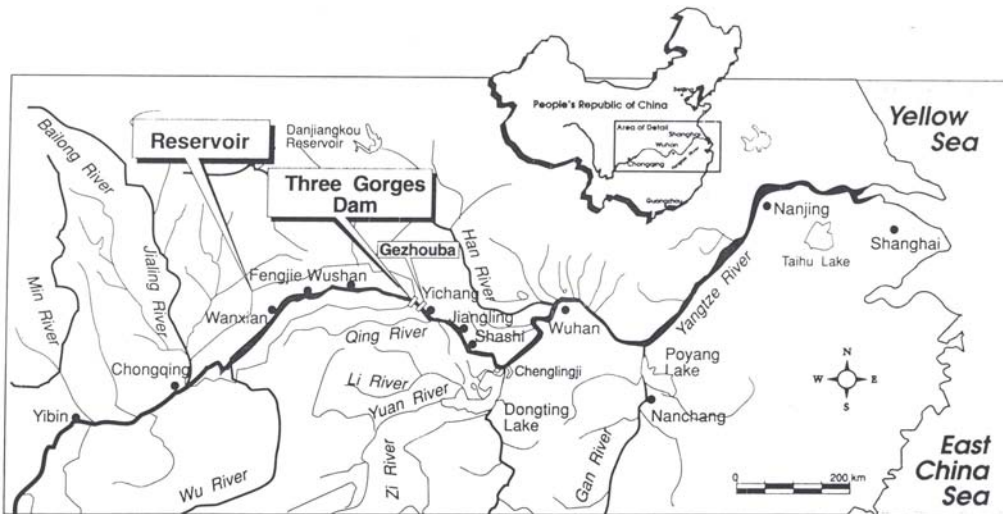 People's Republic of China
Beijing
Area of Detail
Shanghai
Wuhan
Chongqing
Yangtze River
Guangzhou
Yellow
Sea
Bailong River
Reservoir
Danjiangkou
Reservoir
Three Gorges
Dam
Gezhouba
Han River
Nanjing
Shanghai
Taihu Lake
Min River
Jialing River
Fengjie
Wushan
Yichang
Wanxian
Jiangling
Qing River
Shashi
Wuhan
Yangtze River
Chongqing
Li River
Chenglingji
Poyang
Lake
N
W
E
S
Yuan River
Yibin
Dongting
Lake
Nanchang
Wu River
Zi River
Gan River
0
200 km
East
China
Sea